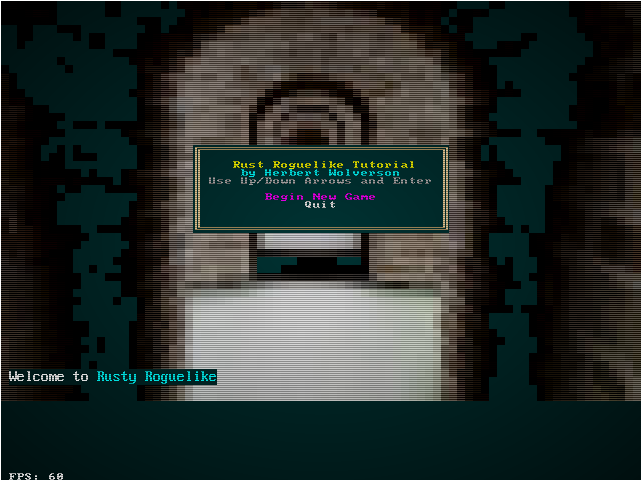 Rust Roguelike Tutorial
by Herbert Wolverson
Use Up/Down Arrows and Enter
Begin New Game
Quit
Welcome to Rusty Roguelike
FPS: 60